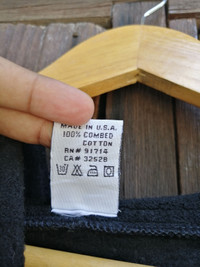 MADE IN U.S.A.
100% COMBED
COTTON
RN# 91714
CA# 32528